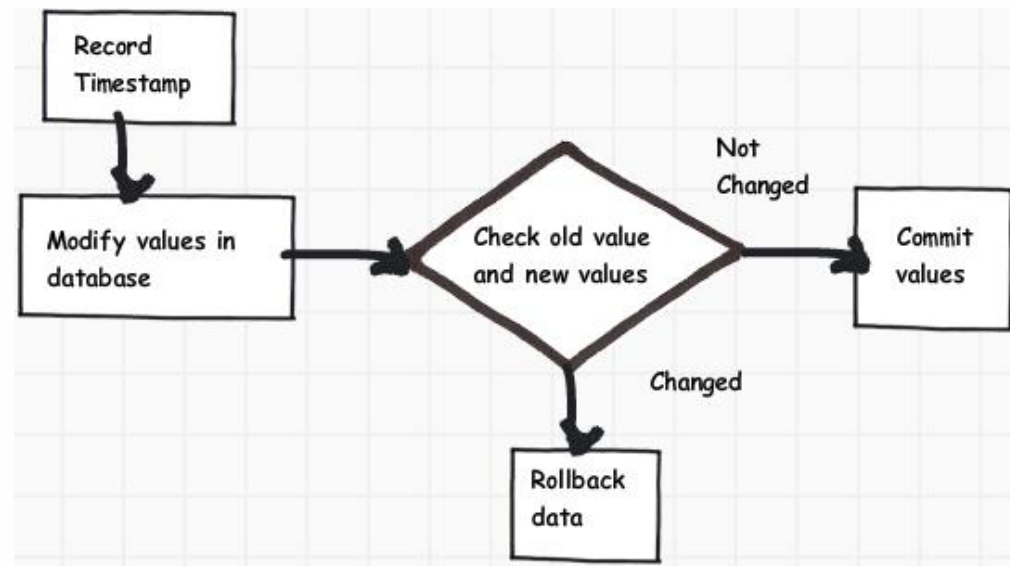 Record
Timestamp
Modify values in
database
Check old value
and new values
Not
Changed
Commit
values
Changed
Rollback
data